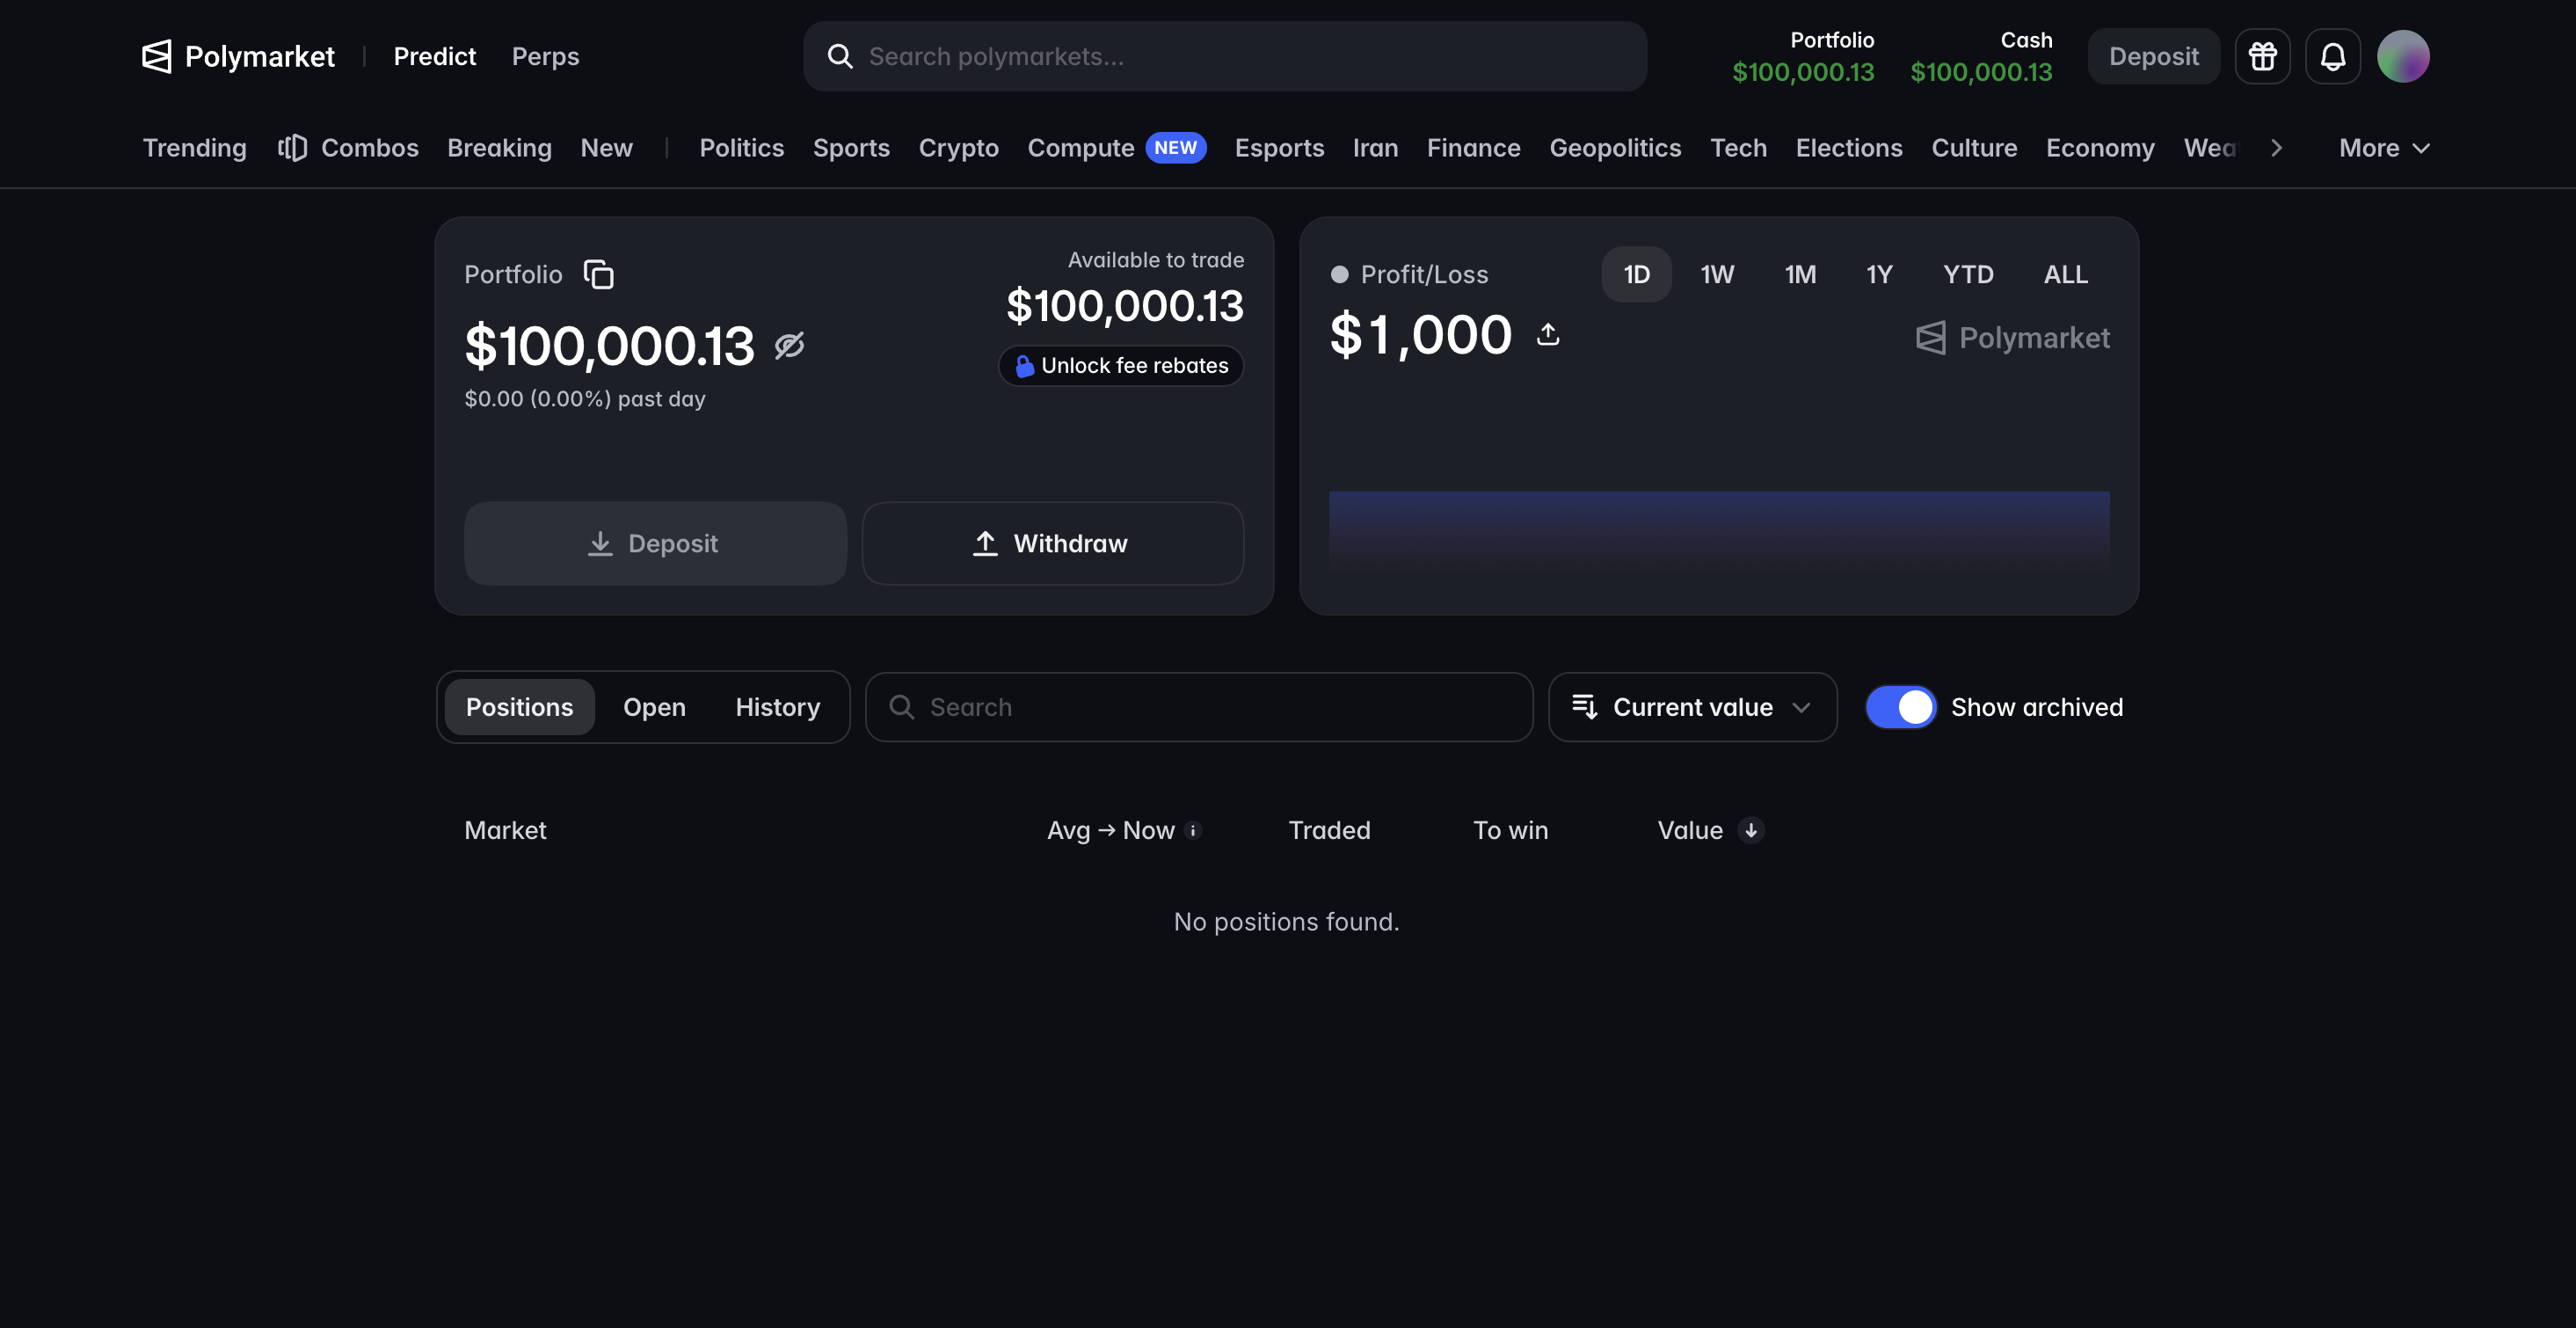 Polymarket
Predict
Perps
Search polymarkets...
Portfolio
$100,000.13
Cash
$100,000.13
Deposit
Trending
Combos
Breaking
New
Politics
Sports
Crypto
Compute NEW
Esports
Iran
Finance
Geopolitics
Tech
Elections
Culture
Economy
More
Portfolio
$100,000.13
$0.00 (0.00%) past day
Available to trade
$100,000.13
Unlock fee rebates
Deposit
Withdraw
Profit/Loss
1D
1W
1M
1Y
YTD
ALL
$1,000
Polymarket
Positions
Open
History
Search
Current value
Show archived
Market
Avg → Now
Traded
To win
Value
No positions found.